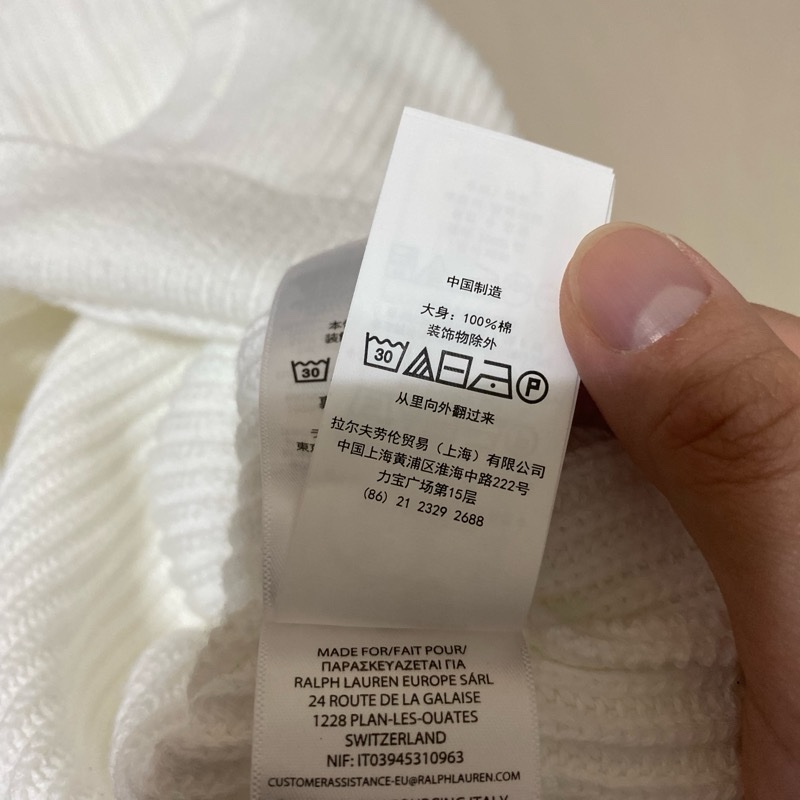 中国制造
大身：100%棉
装饰物除外
30
P
从里向外翻过来
拉尔夫劳伦贸易（上海）有限公司
中国上海黄浦区淮海中路222号
力宝广场第15层
(86) 21 2329 2688
30
MADE FOR/FAIT POUR/
ΠΑΡΑΣΚΕΥΑΖΕΤΑΙ ΓΙΑ
RALPH LAUREN EUROPE SÁRL
24 ROUTE DE LA GALAISE
1228 PLAN-LES-OUATES
SWITZERLAND
NIF: IT03945310963
CUSTOMERASSISTANCE-EU@RALPHLAUREN.COM